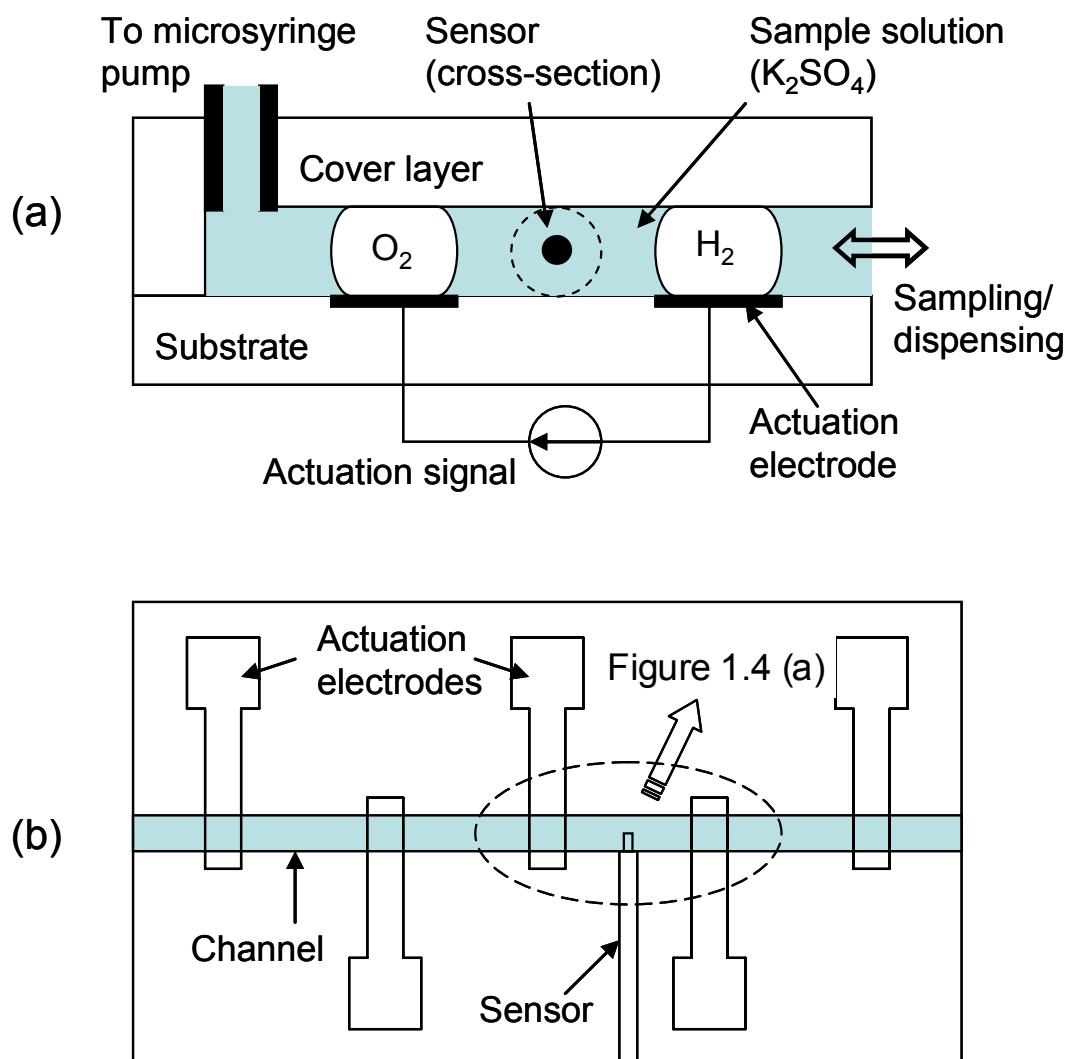 To microsyringe
pump
Sensor
(cross-section)
Sample solution
(K₂SO₄)
(a)
Cover layer
O₂
H₂
Sampling/
dispensing
Substrate
Actuation signal
Actuation
electrode
(b)
Actuation
electrodes
Figure 1.4 (a)
Channel
Sensor